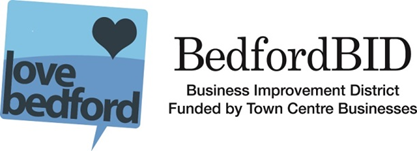 love
bedford
BedfordBID
Business Improvement District
Funded by Town Centre Businesses